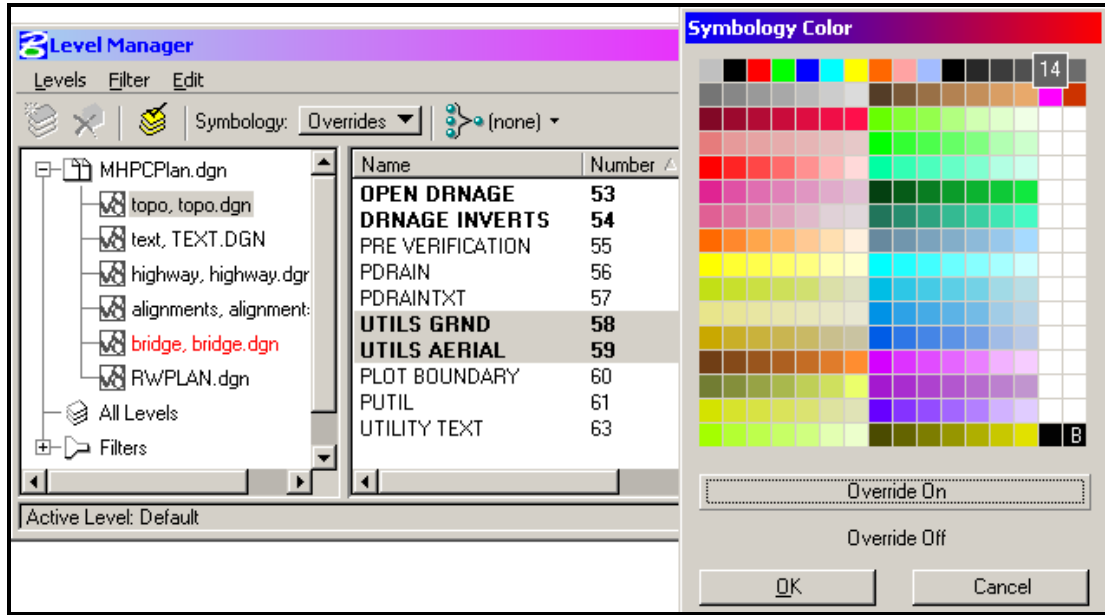 Level Manager
Levels Filter Edit
Symbology: Overrides (none)
MHPCPlan.dgn
topo, topo.dgn
text, TEXT.DGN
highway, highway.dgr
alignments, alignment:
bridge, bridge.dgn
RWPLAN.dgn
All Levels
Filters
Name Number
OPEN DRNAGE 53
DRNAGE INVERTS 54
PRE VERIFICATION 55
PDRAIN 56
PDRAINTXT 57
UTILS GRND 58
UTILS AERIAL 59
PLOT BOUNDARY 60
PUTIL 61
UTILITY TEXT 63
Active Level: Default
Symbology Color
14
B
Override On
Override Off
OK Cancel